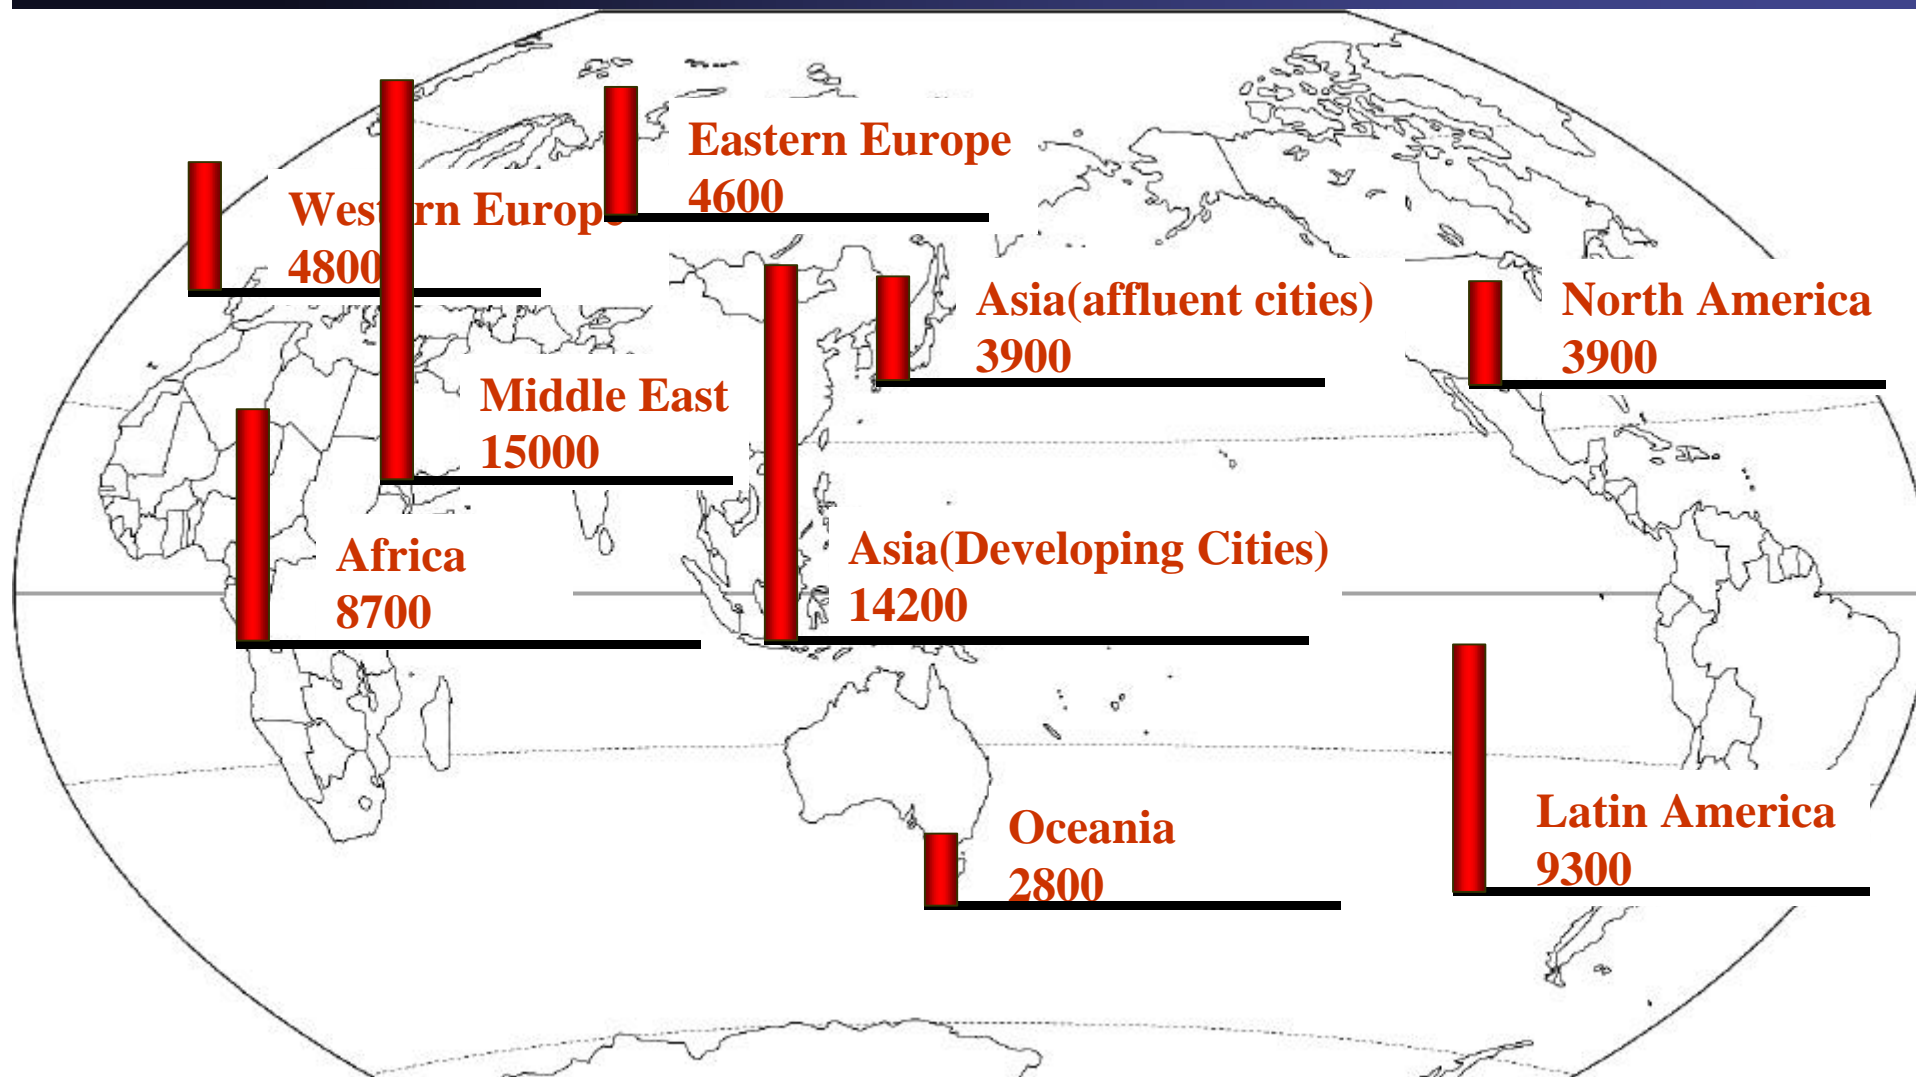 Eastern Europe
4600
Western Europe
4800
Asia(affluent cities)
3900
North America
3900
Middle East
15000
Africa
8700
Asia(Developing Cities)
14200
Oceania
2800
Latin America
9300